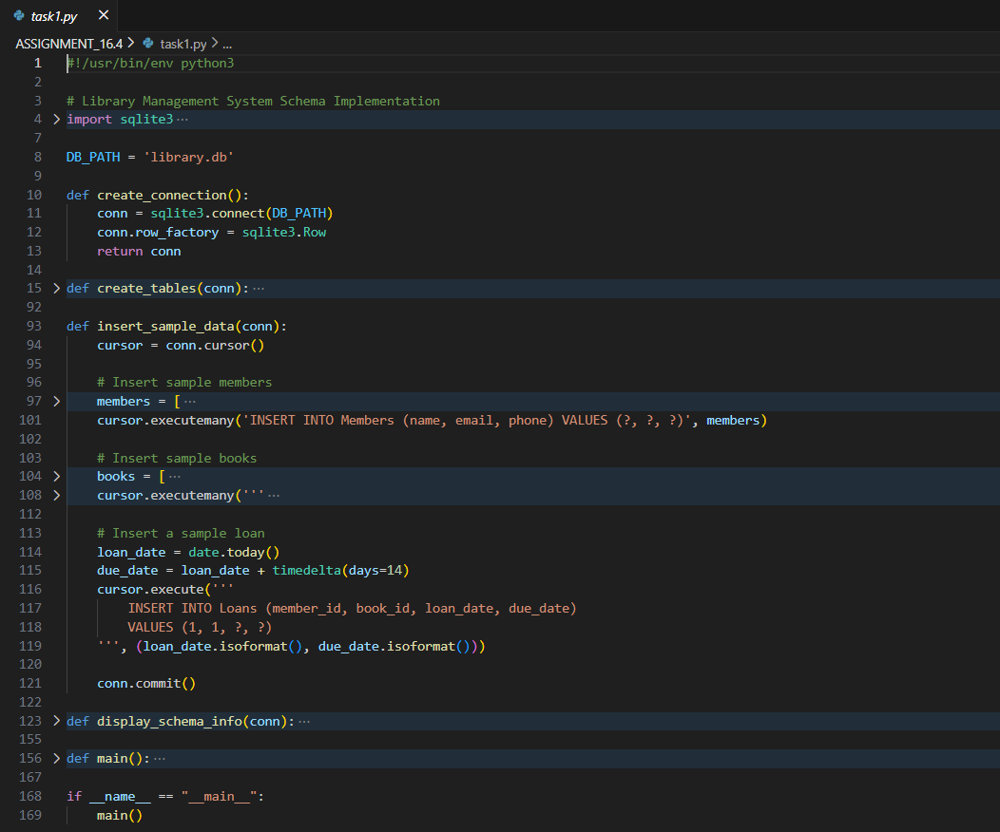 task1.py
ASSIGNMENT_16.4 > task1.py > ...
1 #!/usr/bin/env python3
2
3 # Library Management System Schema Implementation
4 import sqlite3 ...
7
8 DB_PATH = 'library.db'
9
10 def create_connection():
11     conn = sqlite3.connect(DB_PATH)
12     conn.row_factory = sqlite3.Row
13     return conn
14
15 def create_tables(conn): ...
92
93 def insert_sample_data(conn):
94     cursor = conn.cursor()
95
96     # Insert sample members
97     members = [ ...
101     cursor.executemany('INSERT INTO Members (name, email, phone) VALUES (?, ?, ?)', members)
102
103     # Insert sample books
104     books = [ ...
108     cursor.executemany(''' ...
112
113     # Insert a sample loan
114     loan_date = date.today()
115     due_date = loan_date + timedelta(days=14)
116     cursor.execute('''
117         INSERT INTO Loans (member_id, book_id, loan_date, due_date)
118         VALUES (1, 1, ?, ?)
119     ''', (loan_date.isoformat(), due_date.isoformat()))
120
121     conn.commit()
122
123 def display_schema_info(conn): ...
155
156 def main(): ...
167
168 if __name__ == "__main__":
169     main()